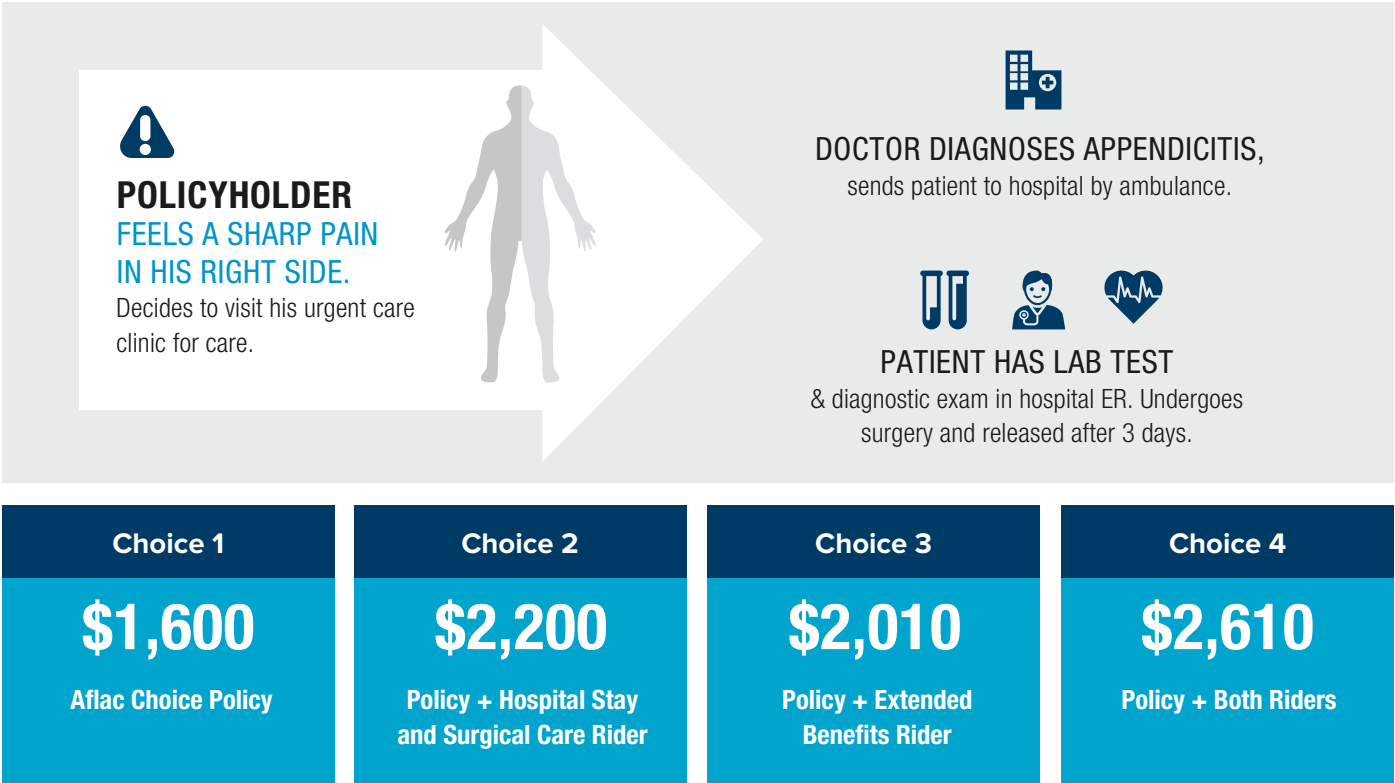 POLICYHOLDER
FEELS A SHARP PAIN
IN HIS RIGHT SIDE.
Decides to visit his urgent care
clinic for care.
DOCTOR DIAGNOSES APPENDICITIS,
sends patient to hospital by ambulance.
PATIENT HAS LAB TEST
& diagnostic exam in hospital ER. Undergoes
surgery and released after 3 days.
Choice 1
$1,600
Aflac Choice Policy
Choice 2
$2,200
Policy + Hospital Stay
and Surgical Care Rider
Choice 3
$2,010
Policy + Extended
Benefits Rider
Choice 4
$2,610
Policy + Both Riders